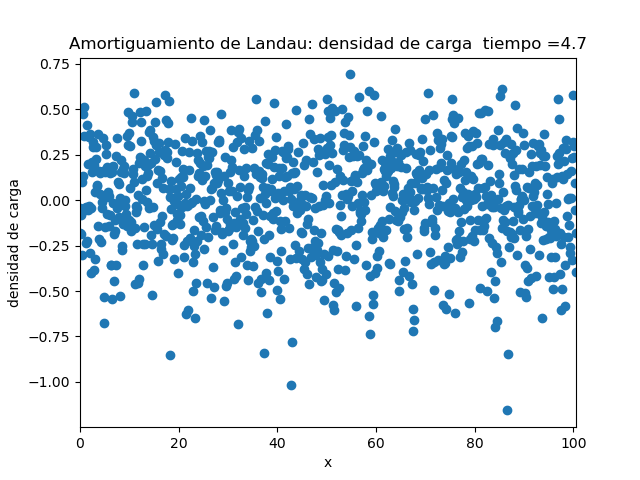 Amortiguamiento de Landau: densidad de carga  tiempo =4.7
densidad de carga
0.75
0.50
0.25
0.00
−0.25
−0.50
−0.75
−1.00
0 20 40 60 80 100
x